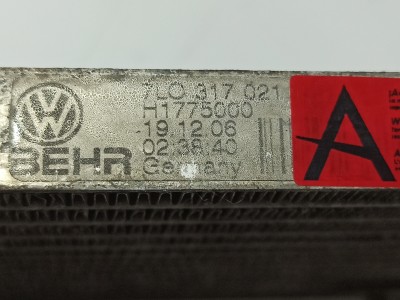 7L0 317 021
H1775000
19.12.06
BEHR 02.38.40
Germany
A